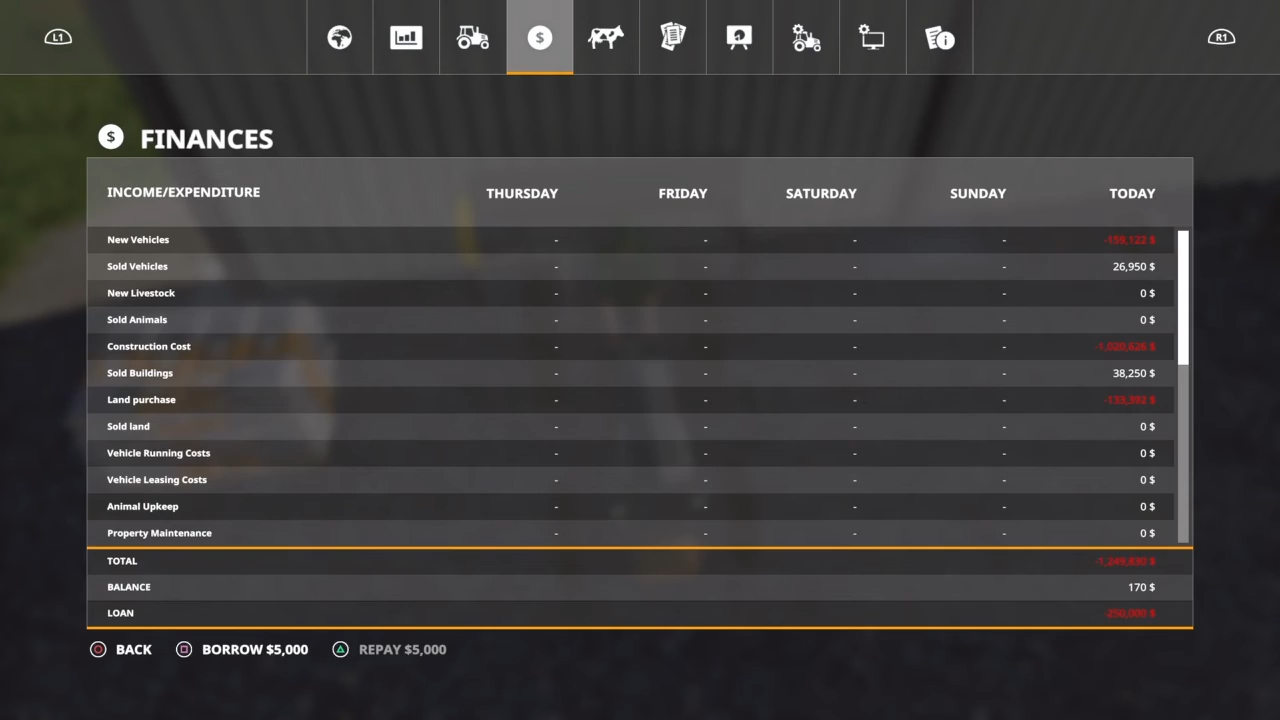 L1
$
R1
$ FINANCES
INCOME/EXPENDITURE THURSDAY FRIDAY SATURDAY SUNDAY TODAY
New Vehicles - - - - -159,122 $
Sold Vehicles - - - - 26,950 $
New Livestock - - - - 0 $
Sold Animals - - - - 0 $
Construction Cost - - - - -1,020,626 $
Sold Buildings - - - - 38,250 $
Land purchase - - - - -133,392 $
Sold land - - - - 0 $
Vehicle Running Costs - - - - 0 $
Vehicle Leasing Costs - - - - 0 $
Animal Upkeep - - - - 0 $
Property Maintenance - - - - 0 $
TOTAL -1,249,830 $
BALANCE 170 $
LOAN -250,000 $
BACK BORROW $5,000 REPAY $5,000